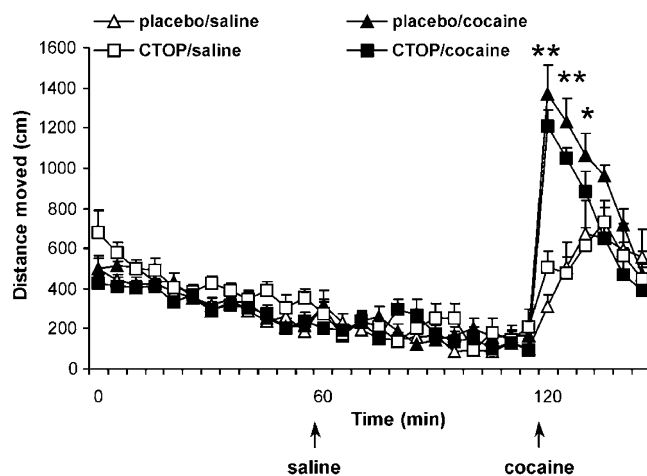 placebo/saline placebo/cocaine
CTOP/saline CTOP/cocaine
1600
1400
1200
1000
800
600
400
200
0
Distance moved (cm)
** ** *
0 60 120
Time (min)
saline cocaine